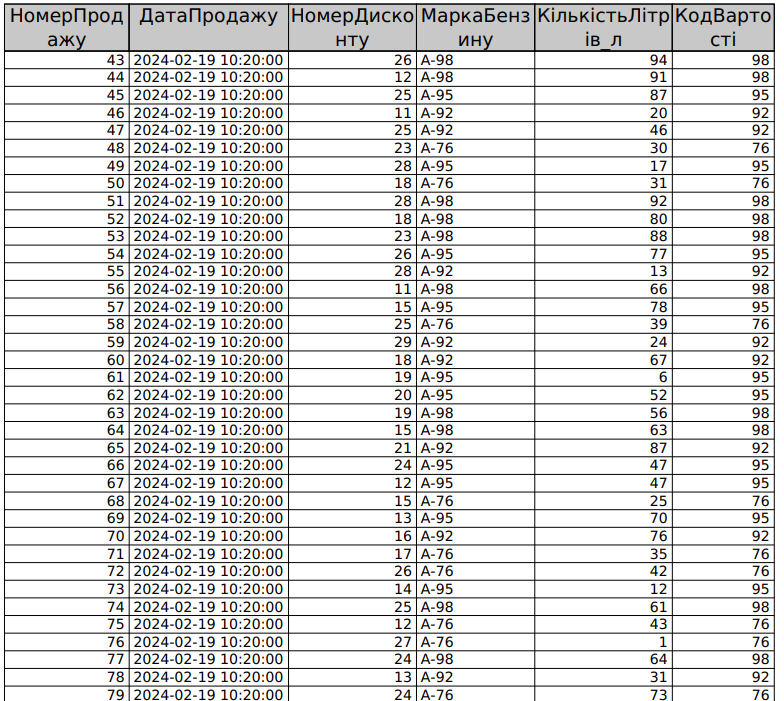 НомерПрод ДатаПродажу НомерДиско МаркаБенз КількістьЛітр КодВарто
ажу нту ину ів_л сті
43 2024-02-19 10:20:00 26 А-98 94 98
44 2024-02-19 10:20:00 12 А-98 91 98
45 2024-02-19 10:20:00 25 А-95 87 95
46 2024-02-19 10:20:00 11 А-92 20 92
47 2024-02-19 10:20:00 25 А-92 46 92
48 2024-02-19 10:20:00 23 А-76 30 76
49 2024-02-19 10:20:00 28 А-95 17 95
50 2024-02-19 10:20:00 18 А-76 31 76
51 2024-02-19 10:20:00 28 А-98 92 98
52 2024-02-19 10:20:00 18 А-98 80 98
53 2024-02-19 10:20:00 23 А-98 88 98
54 2024-02-19 10:20:00 26 А-95 77 95
55 2024-02-19 10:20:00 28 А-92 13 92
56 2024-02-19 10:20:00 11 А-98 66 98
57 2024-02-19 10:20:00 15 А-95 78 95
58 2024-02-19 10:20:00 25 А-76 39 76
59 2024-02-19 10:20:00 29 А-92 24 92
60 2024-02-19 10:20:00 18 А-92 67 92
61 2024-02-19 10:20:00 19 А-95 6 95
62 2024-02-19 10:20:00 20 А-95 52 95
63 2024-02-19 10:20:00 19 А-98 56 98
64 2024-02-19 10:20:00 15 А-98 63 98
65 2024-02-19 10:20:00 21 А-92 87 92
66 2024-02-19 10:20:00 24 А-95 47 95
67 2024-02-19 10:20:00 12 А-95 47 95
68 2024-02-19 10:20:00 15 А-76 25 76
69 2024-02-19 10:20:00 13 А-95 70 95
70 2024-02-19 10:20:00 16 А-92 76 92
71 2024-02-19 10:20:00 17 А-76 35 76
72 2024-02-19 10:20:00 26 А-76 42 76
73 2024-02-19 10:20:00 14 А-95 12 95
74 2024-02-19 10:20:00 25 А-98 61 98
75 2024-02-19 10:20:00 12 А-76 43 76
76 2024-02-19 10:20:00 27 А-76 1 76
77 2024-02-19 10:20:00 24 А-98 64 98
78 2024-02-19 10:20:00 13 А-92 31 92
79 2024-02-19 10:20:00 24 А-76 73 76